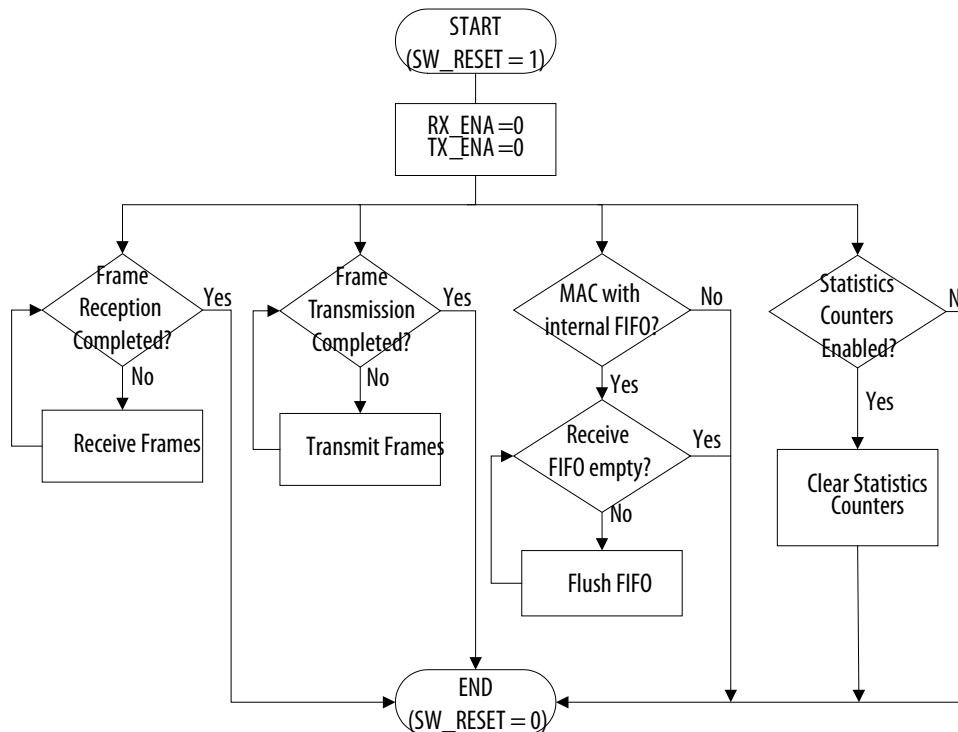 START
(SW_RESET = 1)
RX_ENA =0
TX_ENA =0
Frame
Reception
Completed?
Yes
No
Receive Frames
Frame
Transmission
Completed?
Yes
No
Transmit Frames
MAC with
internal FIFO?
No
Yes
Receive
FIFO empty?
Yes
No
Flush FIFO
Statistics
Counters
Enabled?
Yes
Clear Statistics
Counters
END
(SW_RESET = 0)